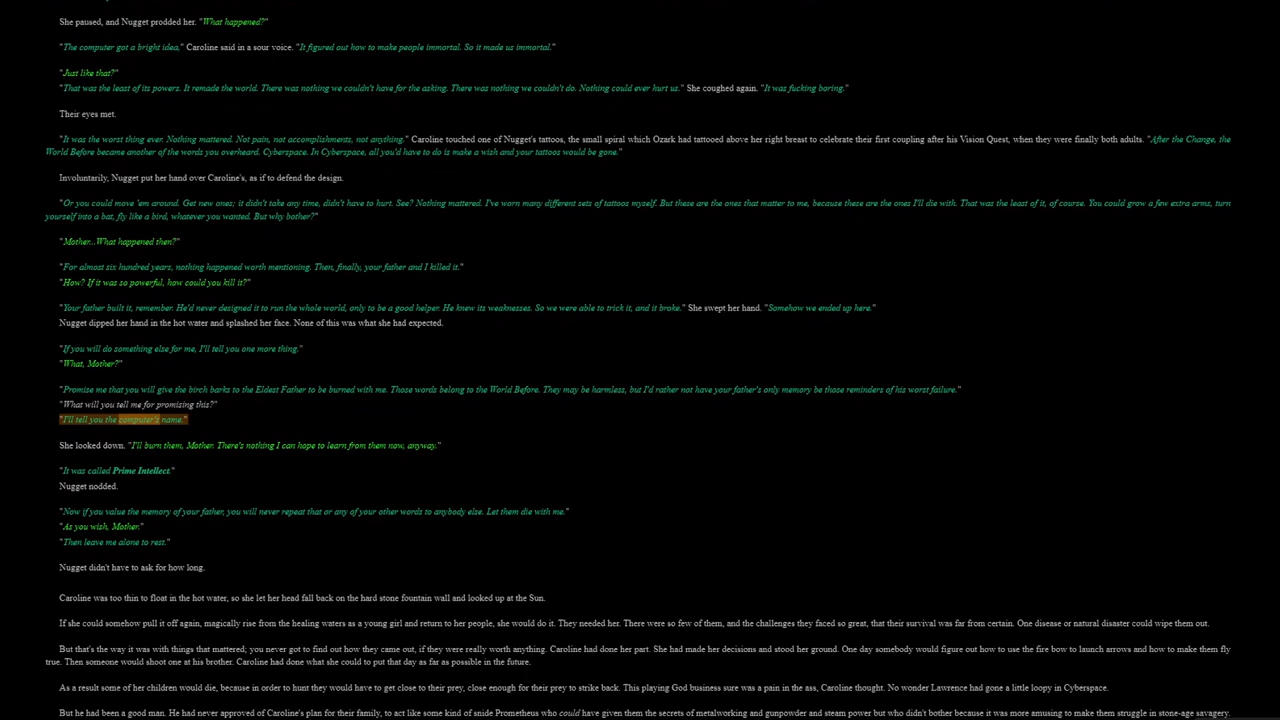 She paused, and Nugget prodded her. "What happened?"
"The computer got a bright idea," Caroline said in a sour voice. "It figured out how to make people immortal. So it made us immortal."
"Just like that?"
"That was the least of its powers. It remade the world. There was nothing we couldn't have for the asking. There was nothing we couldn't do. Nothing could ever hurt us." She coughed again. "It was fucking boring."
Their eyes met.
"It was the worst thing ever. Nothing mattered. Not pain, not accomplishments, not anything." Caroline touched one of Nugget's tattoos, the small spiral which Ozark had tattooed above her right breast to celebrate their first coupling after his Vision Quest, when they were finally both adults. "After the Change, the
World Before became another of the words you overheard. Cyberspace. In Cyberspace, all you'd have to do is make a wish and your tattoos would be gone."
Involuntarily, Nugget put her hand over Caroline's, as if to defend the design.
"Or you could move 'em around. Get new ones; it didn't take any time, didn't have to hurt. See? Nothing mattered. I've worn many different sets of tattoos myself. But these are the ones that matter to me, because these are the ones I'll die with. That was the least of it, of course. You could grow a few extra arms, turn
yourself into a bat, fly like a bird, whatever you wanted. But why bother?"
"Mother...What happened then?"
"For almost six hundred years, nothing happened worth mentioning. Then, finally, your father and I killed it."
"How? If it was so powerful, how could you kill it?"
"Your father built it, remember. He'd never designed it to run the whole world, only to be a good helper. He knew its weaknesses. So we were able to trick it, and it broke." She swept her hand. "Somehow we ended up here."
Nugget dipped her hand in the hot water and splashed her face. None of this was what she had expected.
"If you will do something else for me, I'll tell you one more thing."
"What, Mother?"
"Promise me that you will give the birch barks to the Eldest Father to be burned with me. Those words belong to the World Before. They may be harmless, but I'd rather not have your father's only memory be those reminders of his worst failure."
"What will you tell me for promising this?"
"I'll tell you the computer's name."
She looked down. "I'll burn them, Mother. There's nothing I can hope to learn from them now, anyway."
"It was called Prime Intellect."
Nugget nodded.
"Now if you value the memory of your father, you will never repeat that or any of your other words to anybody else. Let them die with me."
"As you wish, Mother."
"Then leave me alone to rest."
Nugget didn't have to ask for how long.
Caroline was too thin to float in the hot water, so she let her head fall back on the hard stone fountain wall and looked up at the Sun.
If she could somehow pull it off again, magically rise from the healing waters as a young girl and return to her people, she would do it. They needed her. There were so few of them, and the challenges they faced so great, that their survival was far from certain. One disease or natural disaster could wipe them out.
But that's the way it was with things that mattered; you never got to find out how they came out, if they were really worth anything. Caroline had done her part. She had made her decisions and stood her ground. One day somebody would figure out how to use the fire bow to launch arrows and how to make them fly
true. Then someone would shoot one at his brother. Caroline had done what she could to put that day as far as possible in the future.
As a result some of her children would die, because in order to hunt they would have to get close to their prey, close enough for their prey to strike back. This playing God business sure was a pain in the ass, Caroline thought. No wonder Lawrence had gone a little loopy in Cyberspace.
But he had been a good man. He had never approved of Caroline's plan for their family, to act like some kind of snide Prometheus who could have given them the secrets of metalworking and gunpowder and steam power but who didn't bother because it was more amusing to make them struggle in stone-age savagery.